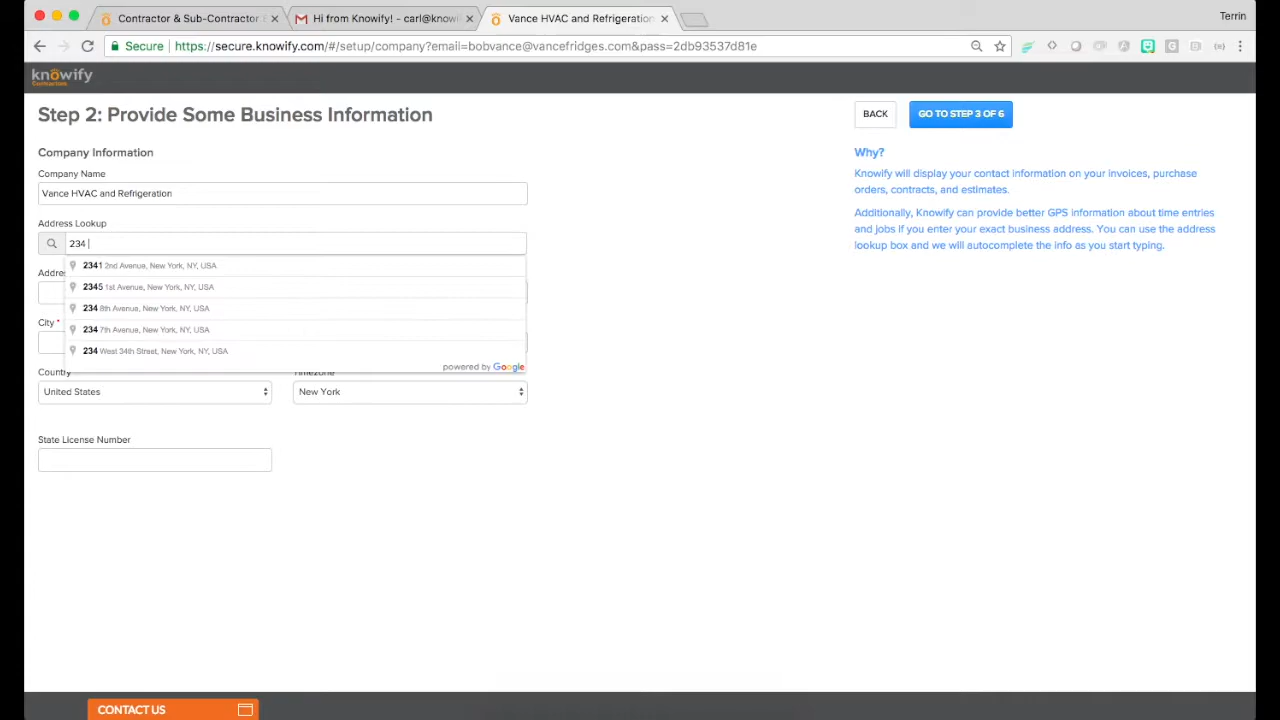 Contractor & Sub-Contractor E
Hi from Knowify! - carl@knowi
Vance HVAC and Refrigeration
Terrin
Secure
https://secure.knowify.com/#/setup/company?email=bobvance@vancefridges.com&pass=2db93537d81e
knowify
Step 2: Provide Some Business Information
BACK
GO TO STEP 3 OF 6
Company Information
Company Name
Vance HVAC and Refrigeration
Address Lookup
234
2341 2nd Avenue, New York, NY, USA
Addre
2345 1st Avenue, New York, NY, USA
234 8th Avenue, New York, NY, USA
City *
234 7th Avenue, New York, NY, USA
234 West 34th Street, New York, NY, USA
powered by Google
Country
Timezone
United States
New York
State License Number
Why?
Knowify will display your contact information on your invoices, purchase
orders, contracts, and estimates.
Additionally, Knowify can provide better GPS information about time entries
and jobs if you enter your exact business address. You can use the address
lookup box and we will autocomplete the info as you start typing.
CONTACT US